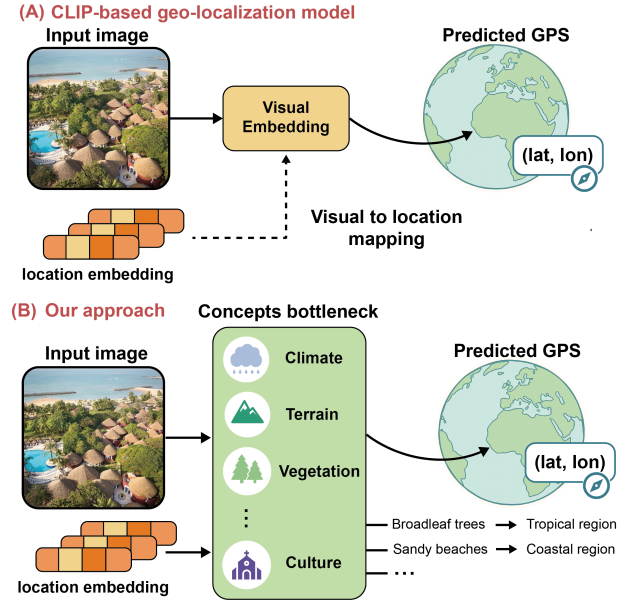 (A) CLIP-based geo-localization model
Input image
Predicted GPS
Visual
Embedding
(lat, lon)
Visual to location
mapping
location embedding
(B) Our approach
Concepts bottleneck
Input image
Predicted GPS
Climate
Terrain
Vegetation
(lat, lon)
Broadleaf trees
Tropical region
Sandy beaches
Coastal region
Culture
location embedding